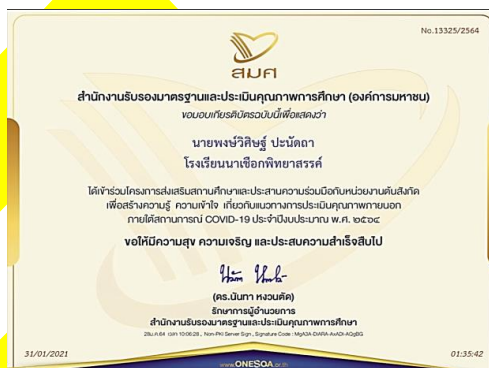 No.13325/2564
สมศ
สำนักงานรับรองมาตรฐานและประเมินคุณภาพการศึกษา (องค์การมหาชน)
ขอมอบเกียรติบัตรฉบับนี้เพื่อแสดงว่า
นายพงษ์วิศิษฐ์ ปะนัดถา
โรงเรียนนาเชือกพิทยาสรรค์
ได้เข้าร่วมโครงการส่งเสริมสถานศึกษาและประสานความร่วมมือกับหน่วยงานต้นสังกัด
เพื่อสร้างความรู้ ความเข้าใจ เกี่ยวกับแนวทางการประเมินคุณภาพภายนอก
ภายใต้สถานการณ์ COVID-19 ประจำปีงบประมาณ พ.ศ. ๒๕๖๔
ขอให้มีความสุข ความเจริญ และประสบความสำเร็จสืบไป
(ดร.นันทา หงวนตัด)
รักษาการผู้อำนวยการ
สำนักงานรับรองมาตรฐานและประเมินคุณภาพการศึกษา
31/01/2021
01:35:42
www.ONESQA.or.th